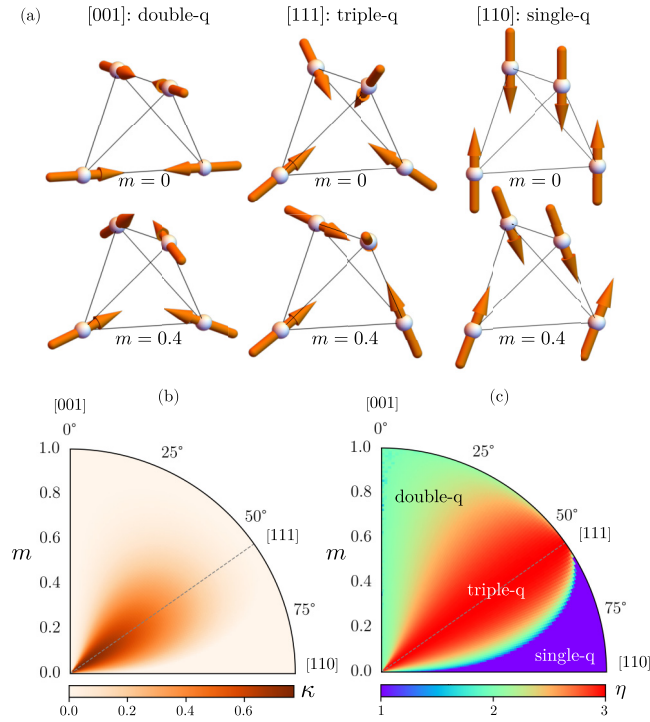 (a)
[001]: double-q
[111]: triple-q
[110]: single-q
m = 0
m = 0
m = 0
m = 0.4
m = 0.4
m = 0.4
(b)
[001]
0°
25°
50°
[111]
75°
[110]
1.0
0.8
0.6
m
0.4
0.2
0.0
0.0
0.2
0.4
0.6
κ
(c)
[001]
0°
25°
50°
[111]
75°
[110]
1.0
0.8
0.6
m
0.4
0.2
0.0
double-q
triple-q
single-q
1
2
3
η